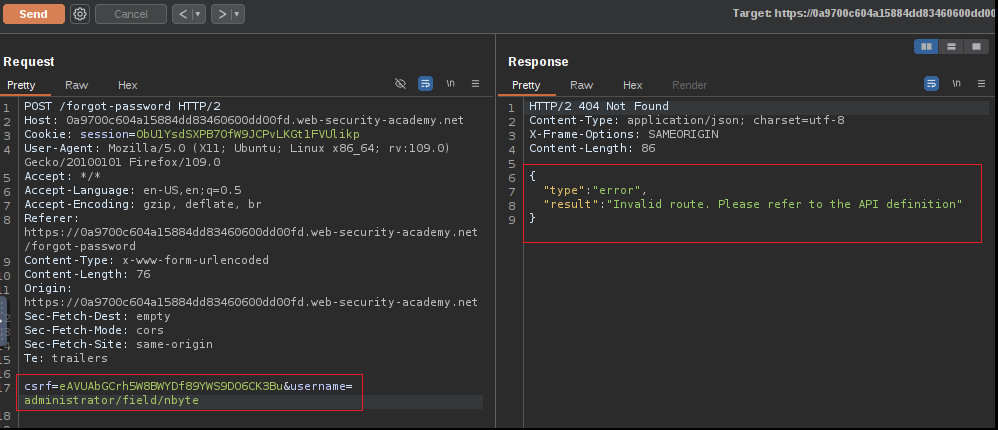 Send
Cancel
Target: https://0a9700c604a15884dd83460600dd00
Request
Response
Pretty Raw Hex
\n
Pretty Raw Hex Render
\n
1 POST /forgot-password HTTP/2
2 Host: 0a9700c604a15884dd83460600dd00fd.web-security-academy.net
3 Cookie: session=ObU1YsdSXPB7OfW9JCPvLKGt1FVUlikp
4 User-Agent: Mozilla/5.0 (X11; Ubuntu; Linux x86_64; rv:109.0)
Gecko/20100101 Firefox/109.0
5 Accept: */*
6 Accept-Language: en-US,en;q=0.5
7 Accept-Encoding: gzip, deflate, br
8 Referer:
https://0a9700c604a15884dd83460600dd00fd.web-security-academy.net
/forgot-password
9 Content-Type: x-www-form-urlencoded
10 Content-Length: 76
11 Origin:
https://0a9700c604a15884dd83460600dd00fd.web-security-academy.net
12 Sec-Fetch-Dest: empty
13 Sec-Fetch-Mode: cors
14 Sec-Fetch-Site: same-origin
15 Te: trailers
16
17 csrf=eAVUAbGCrh5W8BWYDf89YWS9DO6CK3Bu&username=
administrator/field/nbyte
18
1 HTTP/2 404 Not Found
2 Content-Type: application/json; charset=utf-8
3 X-Frame-Options: SAMEORIGIN
4 Content-Length: 86
5
6 {
7 "type":"error",
8 "result":"Invalid route. Please refer to the API definition"
9 }